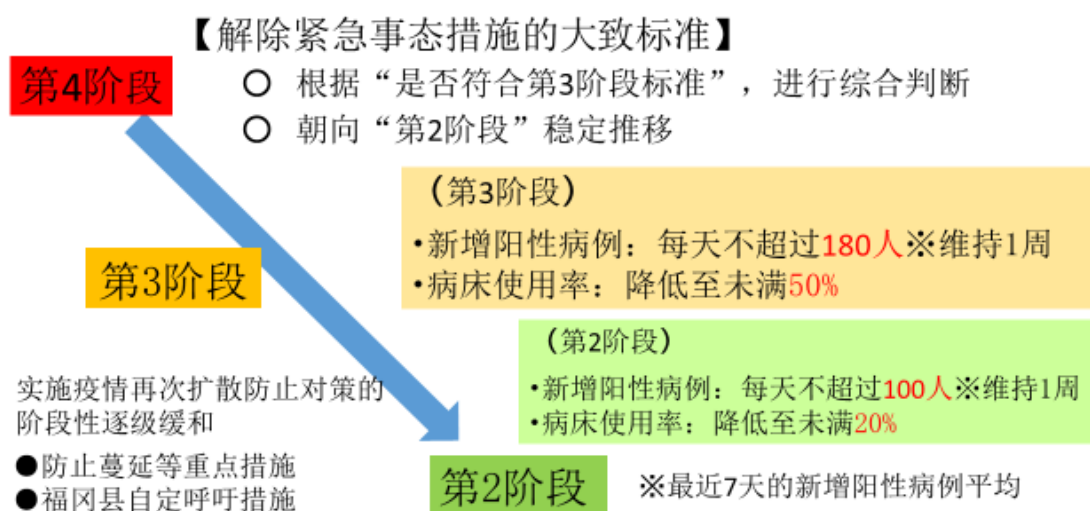 【解除紧急事态措施的大致标准】
第4阶段
○ 根据“是否符合第3阶段标准”，进行综合判断
○ 朝向“第2阶段”稳定推移
（第3阶段）
•新增阳性病例：每天不超过180人※维持1周
•病床使用率：降低至未满50%
第3阶段
（第2阶段）
•新增阳性病例：每天不超过100人※维持1周
•病床使用率：降低至未满20%
实施疫情再次扩散防止对策的
阶段性逐级缓和
●防止蔓延等重点措施
●福冈县自定呼吁措施
第2阶段
※最近7天的新增阳性病例平均